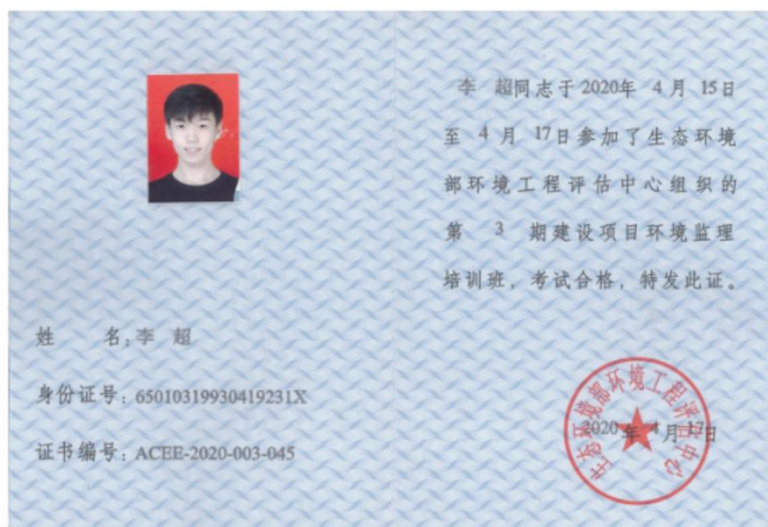 李 超同志于2020年 4 月 15日
至 4 月 17日参加了生态环境
部环境工程评估中心组织的
第 3 期建设项目环境监理
培训班，考试合格，特发此证。
姓 名：李 超
身份证号：65010319930419231X
证书编号：ACEE-2020-003-045
生态环境部环境工程评估中心
2020 年 4 月 17日